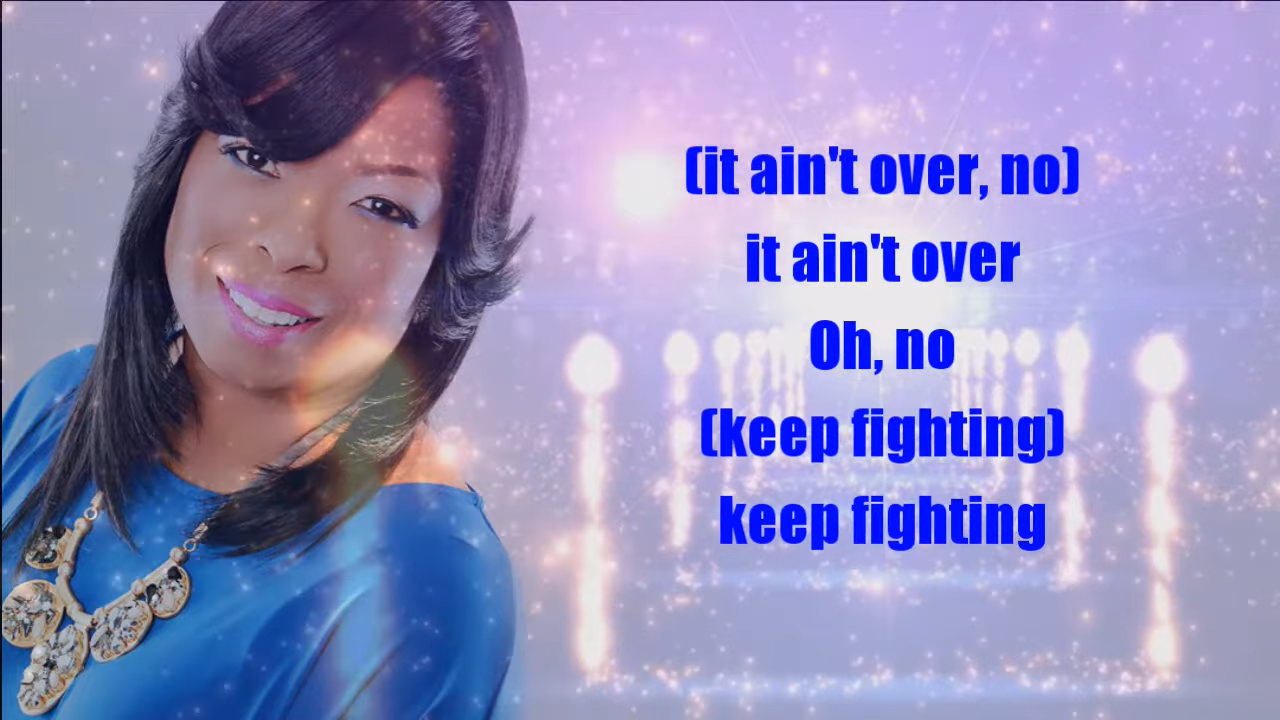 (it ain't over, no)
it ain't over
Oh, no
(keep fighting)
keep fighting